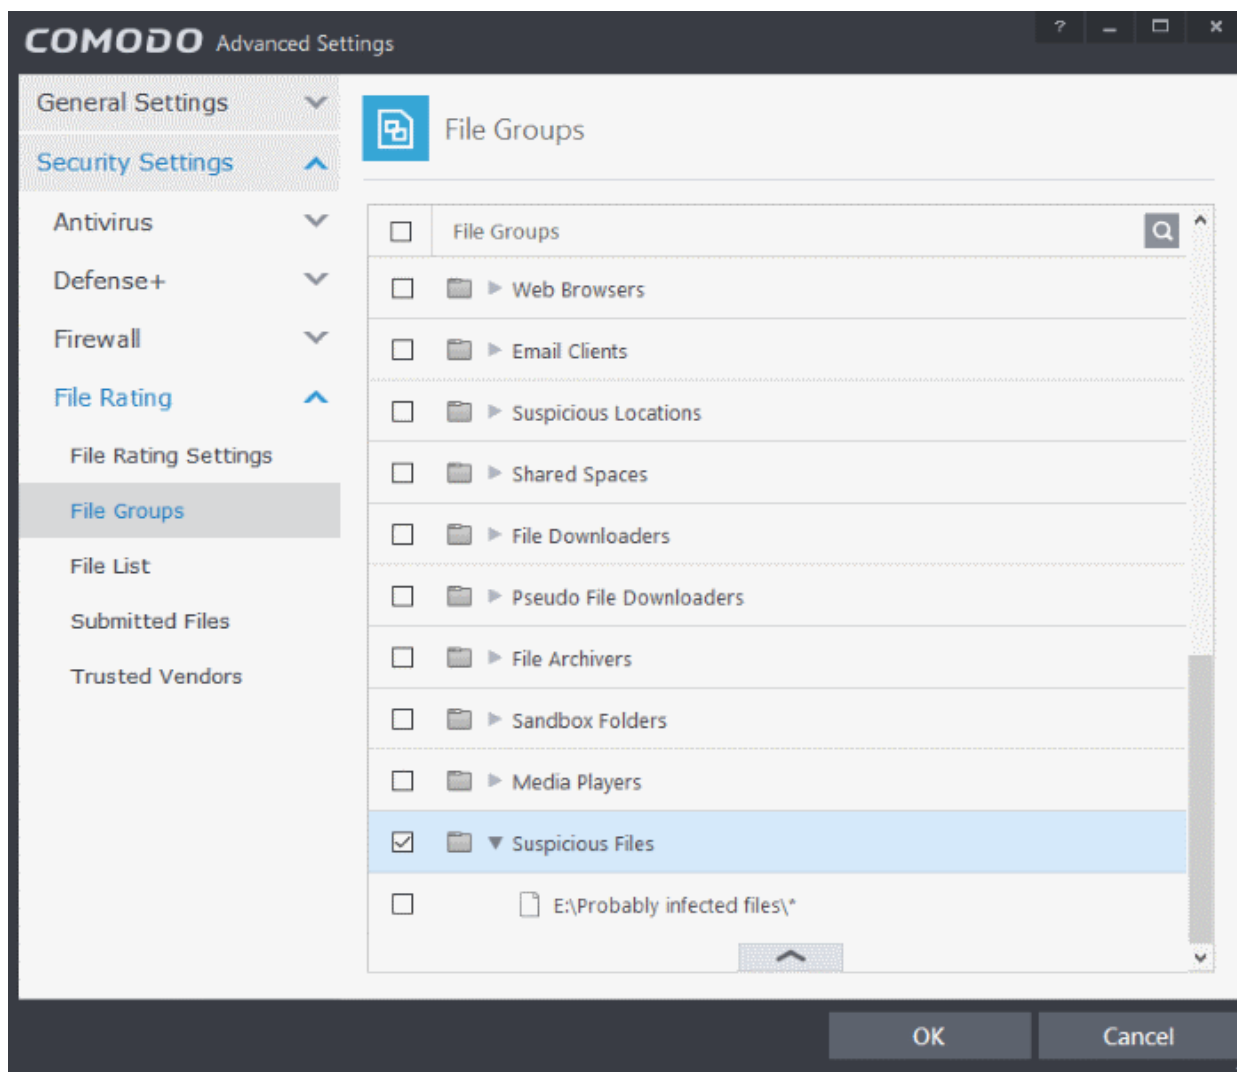 COMODO Advanced Settings
?
General Settings
Security Settings
Antivirus
Defense+
Firewall
File Rating
File Rating Settings
File Groups
File List
Submitted Files
Trusted Vendors
File Groups
File Groups
Web Browsers
Email Clients
Suspicious Locations
Shared Spaces
File Downloaders
Pseudo File Downloaders
File Archivers
Sandbox Folders
Media Players
Suspicious Files
E:\Probably infected files\*
OK
Cancel